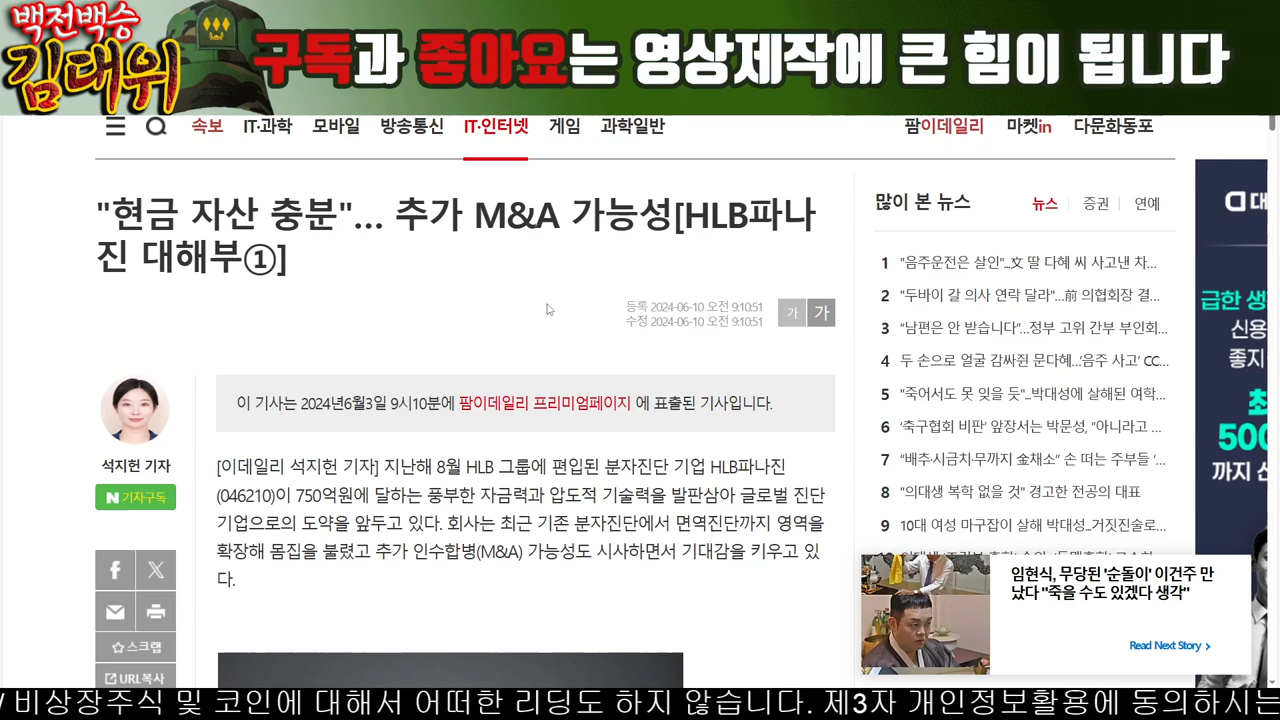 백전백승
김대위
구독과 좋아요는 영상제작에 큰 힘이 됩니다
속보 IT·과학 모바일 방송통신 IT·인터넷 게임 과학일반 팜이데일리 마켓in 다문화동포
"현금 자산 충분"... 추가 M&A 가능성[HLB파나
진 대해부①]
등록 2024-06-10 오전 9:10:51
수정 2024-06-10 오전 9:10:51
가 가
이 기사는 2024년6월3일 9시10분에 팜이데일리 프리미엄페이지 에 표출된 기사입니다.
석지헌 기자
N 기자구독
스크랩
URL복사
[이데일리 석지헌 기자] 지난해 8월 HLB 그룹에 편입된 분자진단 기업 HLB파나진
(046210)이 750억원에 달하는 풍부한 자금력과 압도적 기술력을 발판삼아 글로벌 진단
기업으로의 도약을 앞두고 있다. 회사는 최근 기존 분자진단에서 면역진단까지 영역을
확장해 몸집을 불렸고 추가 인수합병(M&A) 가능성도 시사하면서 기대감을 키우고 있
다.
많이 본 뉴스 뉴스 증권 연예
1 "음주운전은 살인"...文 딸 다혜 씨 사고낸 차...
2 "두바이 갈 의사 연락 달라"...前 의협회장 결...
3 “남편은 안 받습니다”...정부 고위 간부 부인회...
4 두 손으로 얼굴 감싸쥔 문다혜...‘음주 사고’ CC...
5 "죽어서도 못 잊을 듯"...박대성에 살해된 여학...
6 ‘축구협회 비판’ 앞장서는 박문성, “아니라고 ...
7 “배추·시금치·무까지 金채소” 손 떠는 주부들 ‘...
8 "의대생 복학 없을 것" 경고한 전공의 대표
9 10대 여성 마구잡이 살해 박대성...거짓진술로...
임현식, 무당된 '순돌이' 이건주 만
났다 "죽을 수도 있겠다 생각"
Read Next Story
급한 생
신용
좋지
최
500
까지 신
비상장주식 및 코인에 대해서 어떠한 리딩도 하지 않습니다. 제3자 개인정보활용에 동의하시는